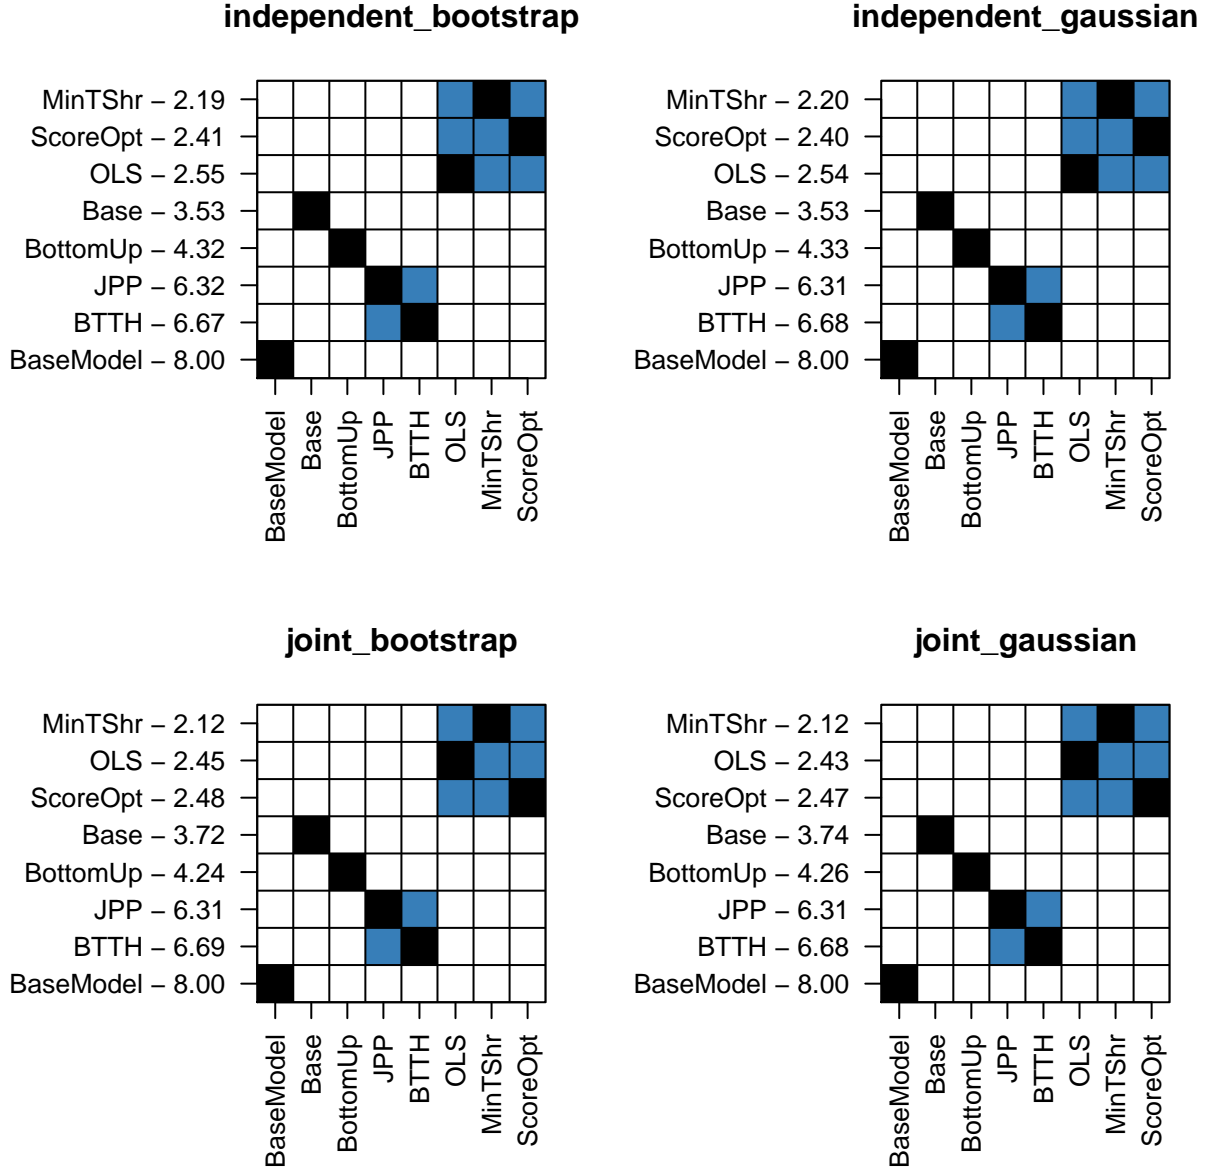 independent_bootstrap
MinTShr − 2.19
ScoreOpt − 2.41
OLS − 2.55
Base − 3.53
BottomUp − 4.32
JPP − 6.32
BTTH − 6.67
BaseModel − 8.00
BaseModel
Base
BottomUp
JPP
BTTH
OLS
MinTShr
ScoreOpt
independent_gaussian
MinTShr − 2.20
ScoreOpt − 2.40
OLS − 2.54
Base − 3.53
BottomUp − 4.33
JPP − 6.31
BTTH − 6.68
BaseModel − 8.00
BaseModel
Base
BottomUp
JPP
BTTH
OLS
MinTShr
ScoreOpt
joint_bootstrap
MinTShr − 2.12
OLS − 2.45
ScoreOpt − 2.48
Base − 3.72
BottomUp − 4.24
JPP − 6.31
BTTH − 6.69
BaseModel − 8.00
BaseModel
Base
BottomUp
JPP
BTTH
OLS
MinTShr
ScoreOpt
joint_gaussian
MinTShr − 2.12
OLS − 2.43
ScoreOpt − 2.47
Base − 3.74
BottomUp − 4.26
JPP − 6.31
BTTH − 6.68
BaseModel − 8.00
BaseModel
Base
BottomUp
JPP
BTTH
OLS
MinTShr
ScoreOpt